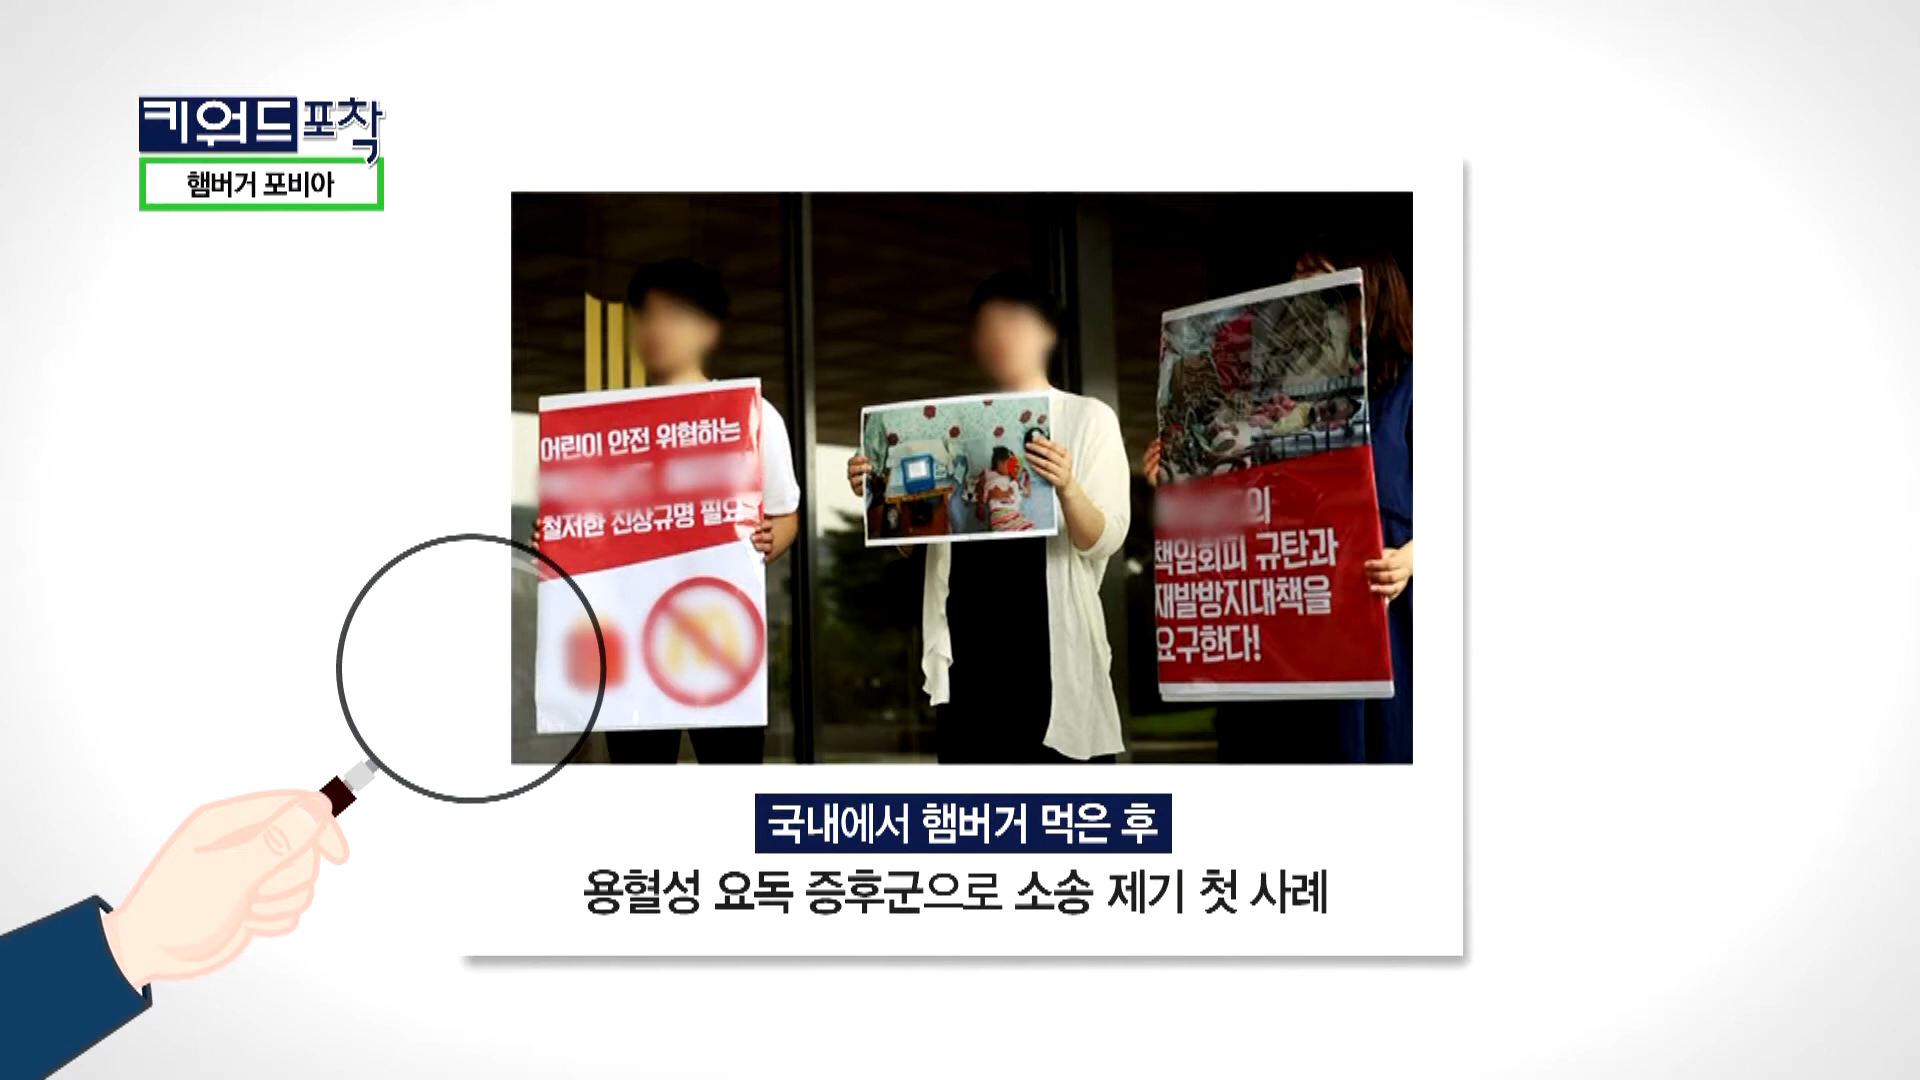 키워드포착
햄버거 포비아
어린이 안전 위협하는
철저한 진상규명 필요
의
책임회피 규탄과
재발방지대책을
요구한다!
국내에서 햄버거 먹은 후
용혈성 요독 증후군으로 소송 제기 첫 사례